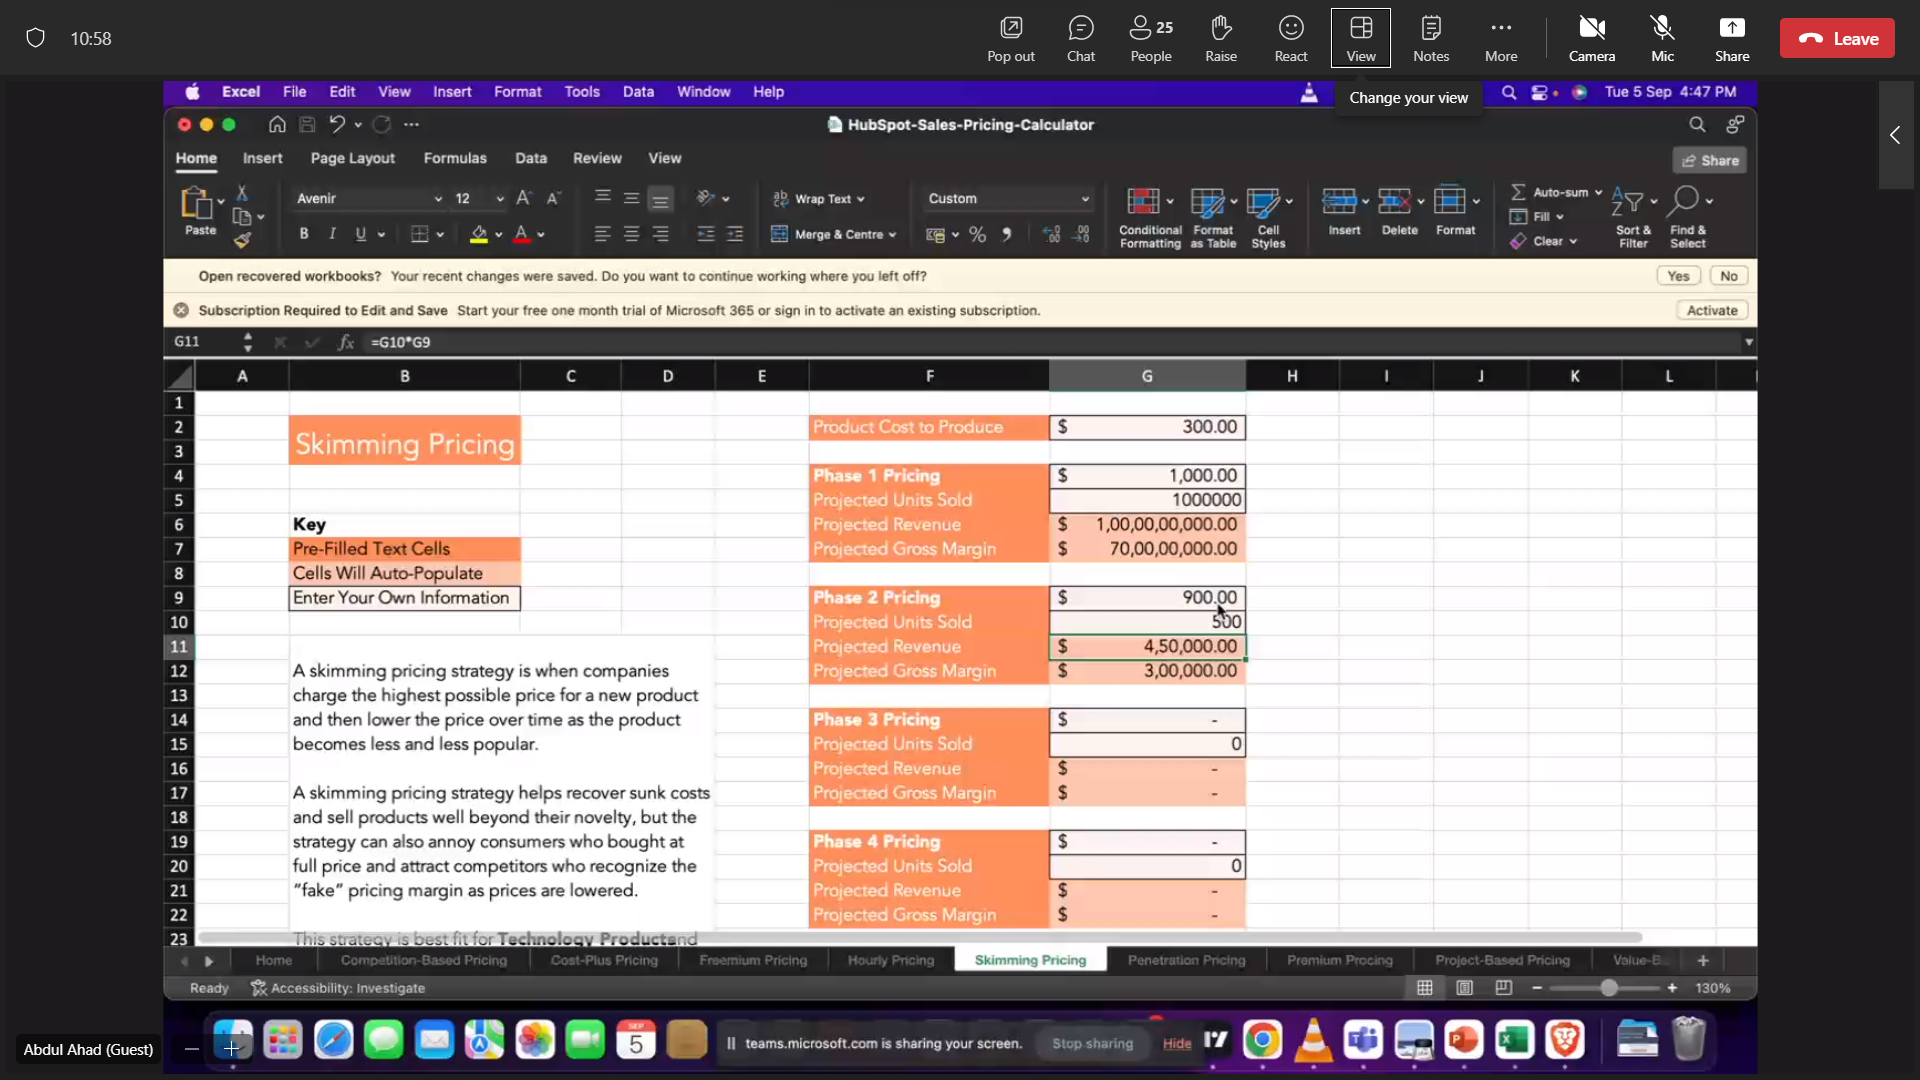 10:58
Pop out
Chat
People 25
Raise
React
View
Notes
More
Camera
Mic
Share
Leave
Change your view
Excel File Edit View Insert Format Tools Data Window Help
Tue 5 Sep 4:47 PM
HubSpot-Sales-Pricing-Calculator
Home Insert Page Layout Formulas Data Review View
Share
Paste
Avenir 12
B I U
Wrap Text
Merge & Centre
Custom
Conditional Formatting
Format as Table
Cell Styles
Insert
Delete
Format
Auto-sum
Fill
Clear
Sort & Filter
Find & Select
Open recovered workbooks? Your recent changes were saved. Do you want to continue working where you left off?
Yes No
Subscription Required to Edit and Save Start your free one month trial of Microsoft 365 or sign in to activate an existing subscription.
Activate
G11 fx =G10*G9
A B C D E F G H I J K L
1
2
3
4
5
6
7
8
9
10
11
12
13
14
15
16
17
18
19
20
21
22
23
Skimming Pricing
Key
Pre-Filled Text Cells
Cells Will Auto-Populate
Enter Your Own Information
A skimming pricing strategy is when companies
charge the highest possible price for a new product
and then lower the price over time as the product
becomes less and less popular.
A skimming pricing strategy helps recover sunk costs
and sell products well beyond their novelty, but the
strategy can also annoy consumers who bought at
full price and attract competitors who recognize the
"fake" pricing margin as prices are lowered.
This strategy is best fit for Technology Products and
Product Cost to Produce $ 300.00
Phase 1 Pricing $ 1,000.00
Projected Units Sold 1000000
Projected Revenue $ 1,00,00,00,000.00
Projected Gross Margin $ 70,00,00,000.00
Phase 2 Pricing $ 900.00
Projected Units Sold 500
Projected Revenue $ 4,50,000.00
Projected Gross Margin $ 3,00,000.00
Phase 3 Pricing $ -
Projected Units Sold 0
Projected Revenue $ -
Projected Gross Margin $ -
Phase 4 Pricing $ -
Projected Units Sold 0
Projected Revenue $ -
Projected Gross Margin $ -
Home Competition-Based Pricing Cost-Plus Pricing Freemium Pricing Hourly Pricing Skimming Pricing Penetration Pricing Premium Pricing Project-Based Pricing Value-B
Ready Accessibility: Investigate
130%
SEP
5
teams.microsoft.com is sharing your screen.
Stop sharing
Hide
17
Abdul Ahad (Guest)